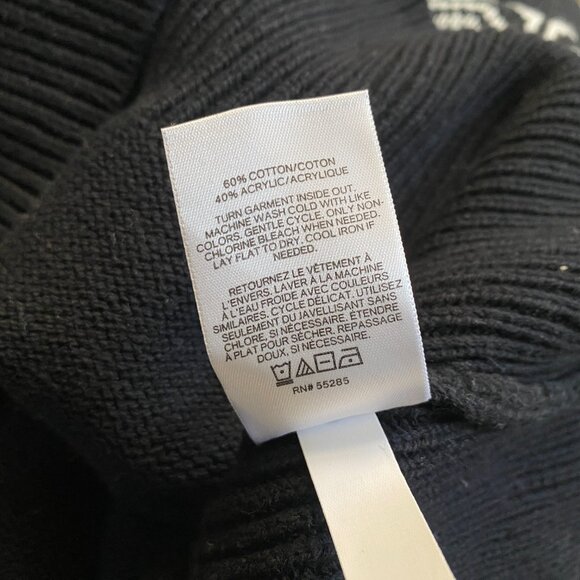 60% COTTON/COTON
40% ACRYLIC/ACRYLIQUE
TURN GARMENT INSIDE OUT.
MACHINE WASH COLD WITH LIKE
COLORS, GENTLE CYCLE, ONLY NON-
CHLORINE BLEACH WHEN NEEDED.
LAY FLAT TO DRY. COOL IRON IF
NEEDED.
RETOURNEZ LE VÊTEMENT À
L'ENVERS. LAVER À LA MACHINE
À L'EAU FROIDE AVEC COULEURS
SIMILAIRES, CYCLE DÉLICAT. UTILISEZ
SEULEMENT DU JAVELLISANT SANS
CHLORE, SI NÉCESSAIRE. ÉTENDRE
À PLAT POUR SÉCHER. REPASSAGE
DOUX, SI NÉCESSAIRE.
RN# 55285